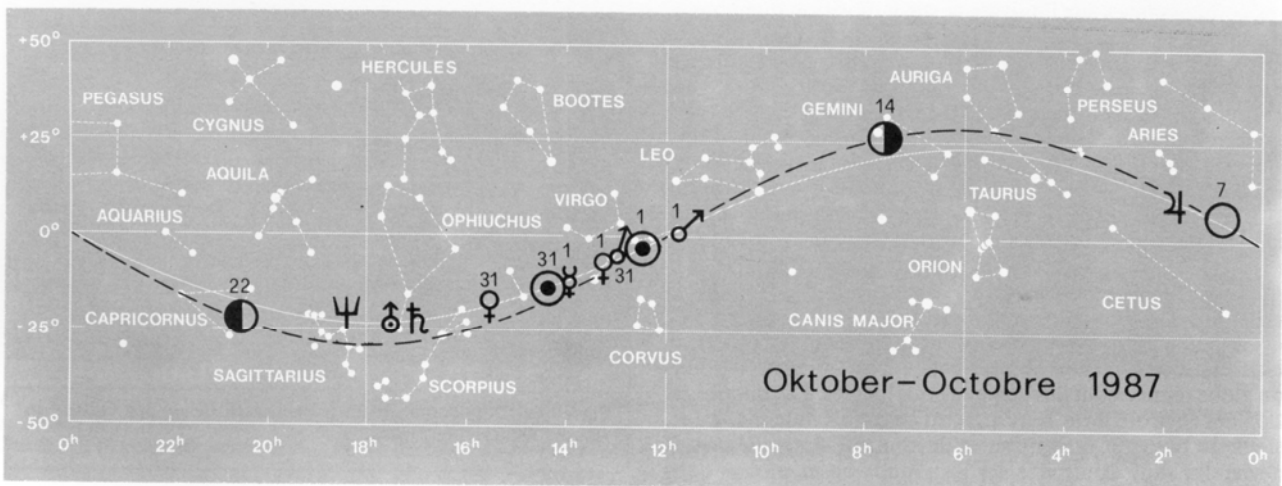 +50°
HERCULES
AURIGA
PEGASUS
BOOTES
GEMINI
14
PERSEUS
CYGNUS
ARIES
+25°
LEO
AQUILA
VIRGO
TAURUS
7
AQUARIUS
OPHIUCHUS
1
1
0°
1
1
31
31
31
ORION
22
CAPRICORNUS
CANIS MAJOR
CETUS
-25°
CORVUS
SAGITTARIUS
SCORPIUS
Oktober-Octobre 1987
-50°
0h 22h 20h 18h 16h 14h 12h 10h 8h 6h 4h 2h 0h